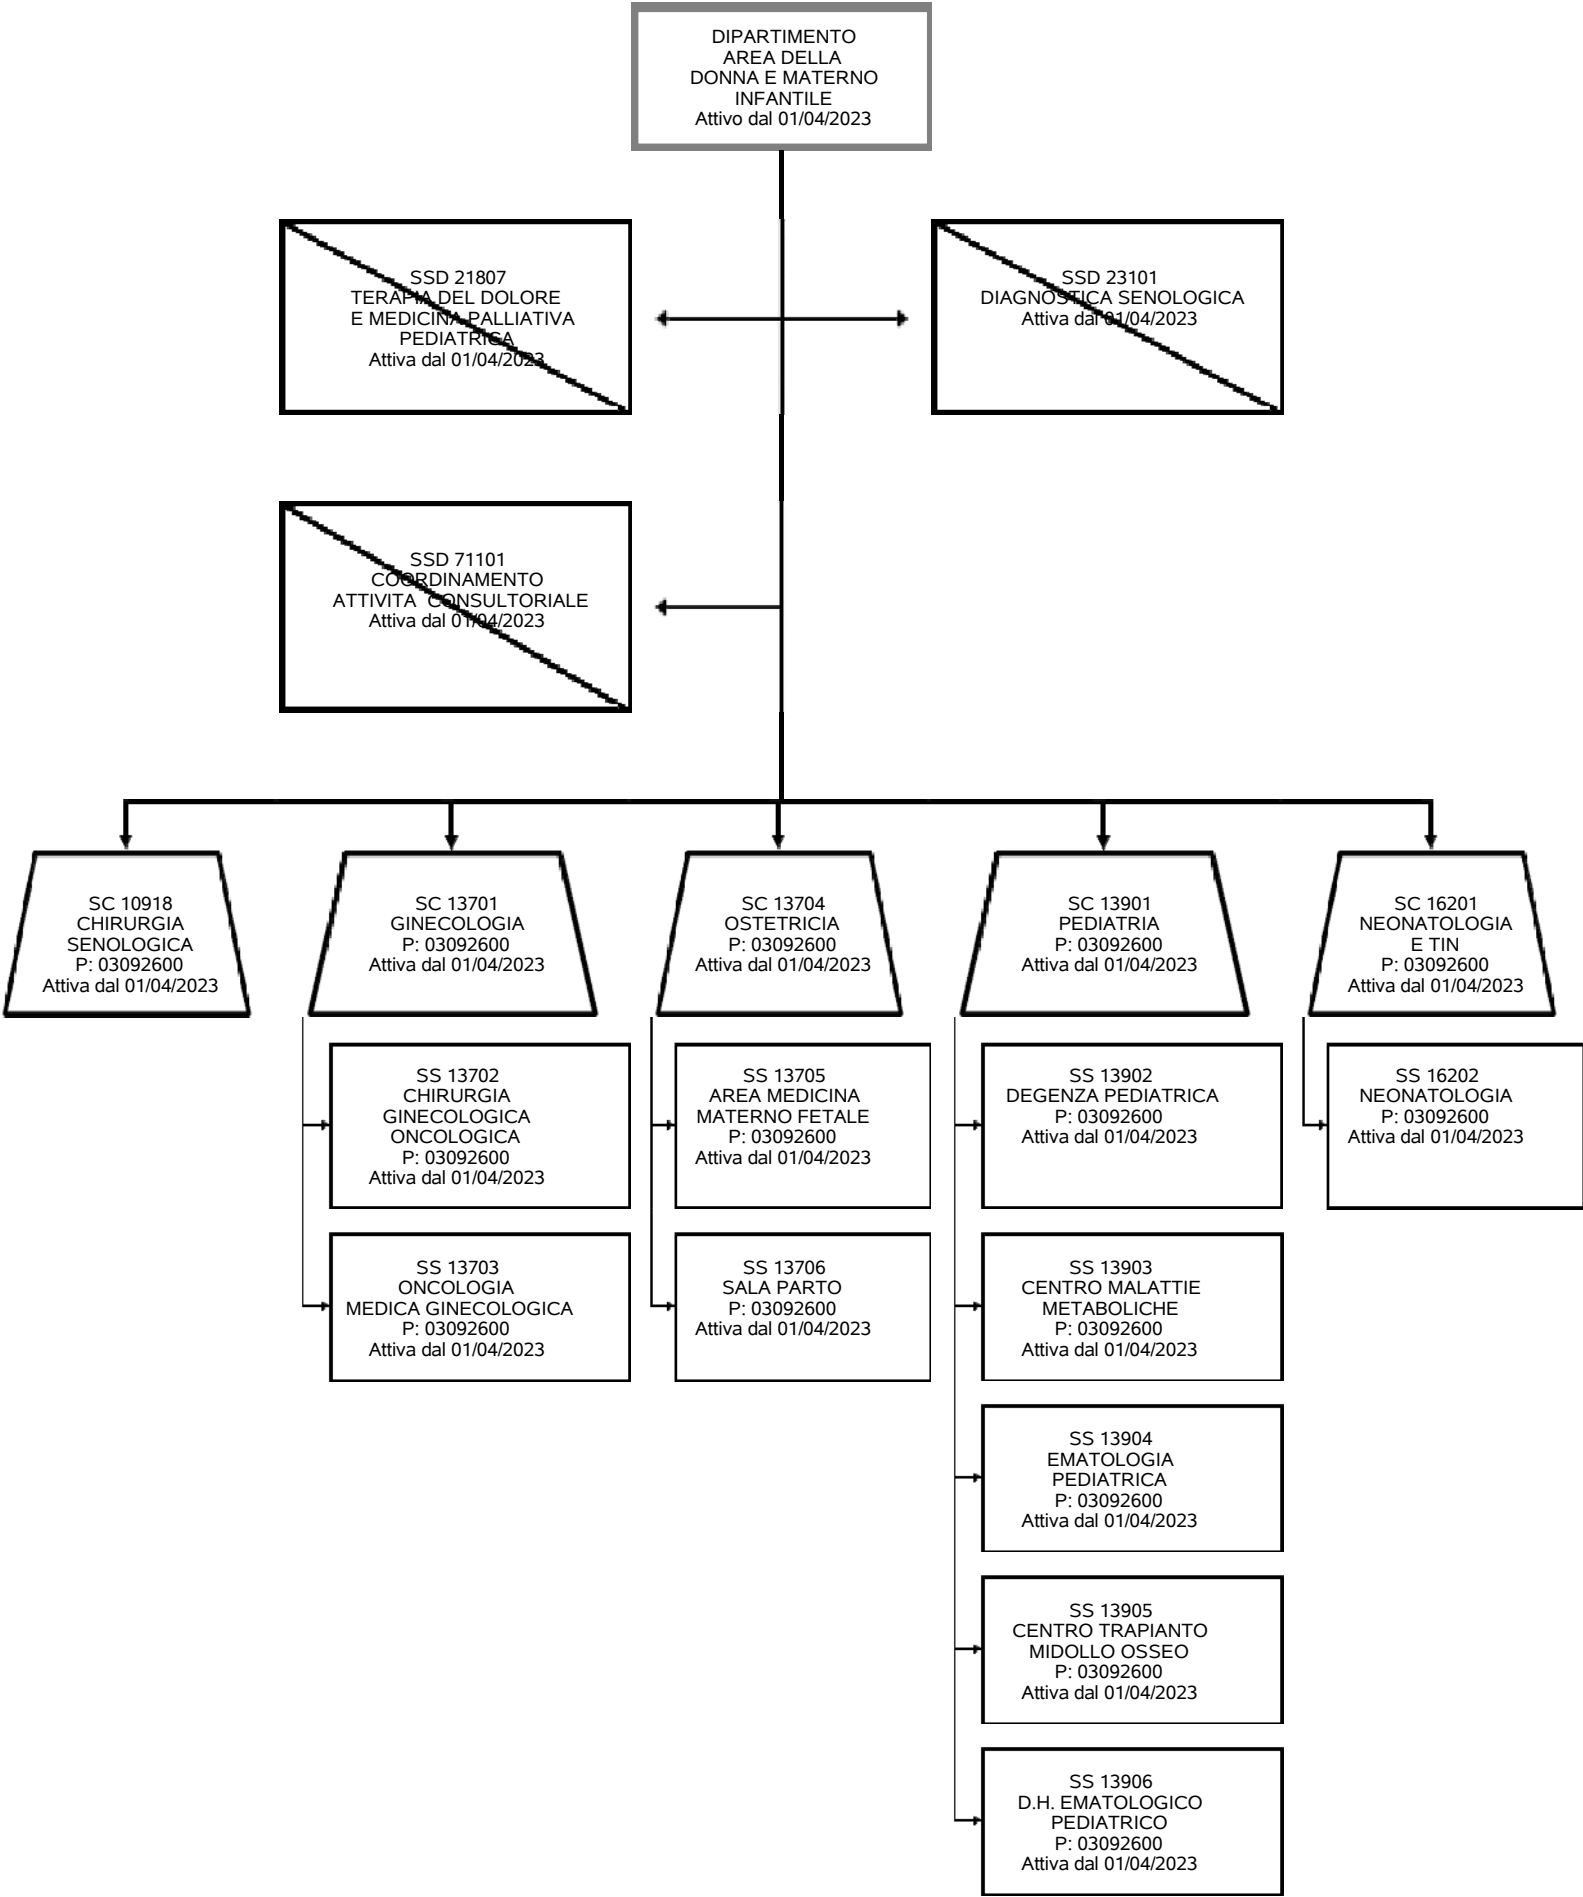 DIPARTIMENTO
AREA DELLA
DONNA E MATERNO
INFANTILE
Attivo dal 01/04/2023
SSD 21807
TERAPIA DEL DOLORE
E MEDICINA PALLIATIVA
PEDIATRICA
Attiva dal 01/04/2023
SSD 23101
DIAGNOSTICA SENOLOGICA
Attiva dal 01/04/2023
SSD 71101
COORDINAMENTO
ATTIVITA CONSULTORIALE
Attiva dal 01/04/2023
SC 10918
CHIRURGIA
SENOLOGICA
P: 03092600
Attiva dal 01/04/2023
SC 13701
GINECOLOGIA
P: 03092600
Attiva dal 01/04/2023
SC 13704
OSTETRICIA
P: 03092600
Attiva dal 01/04/2023
SC 13901
PEDIATRIA
P: 03092600
Attiva dal 01/04/2023
SC 16201
NEONATOLOGIA
E TIN
P: 03092600
Attiva dal 01/04/2023
SS 13702
CHIRURGIA
GINECOLOGICA
ONCOLOGICA
P: 03092600
Attiva dal 01/04/2023
SS 13705
AREA MEDICINA
MATERNO FETALE
P: 03092600
Attiva dal 01/04/2023
SS 13902
DEGENZA PEDIATRICA
P: 03092600
Attiva dal 01/04/2023
SS 16202
NEONATOLOGIA
P: 03092600
Attiva dal 01/04/2023
SS 13703
ONCOLOGIA
MEDICA GINECOLOGICA
P: 03092600
Attiva dal 01/04/2023
SS 13706
SALA PARTO
P: 03092600
Attiva dal 01/04/2023
SS 13903
CENTRO MALATTIE
METABOLICHE
P: 03092600
Attiva dal 01/04/2023
SS 13904
EMATOLOGIA
PEDIATRICA
P: 03092600
Attiva dal 01/04/2023
SS 13905
CENTRO TRAPIANTO
MIDOLLO OSSEO
P: 03092600
Attiva dal 01/04/2023
SS 13906
D.H. EMATOLOGICO
PEDIATRICO
P: 03092600
Attiva dal 01/04/2023